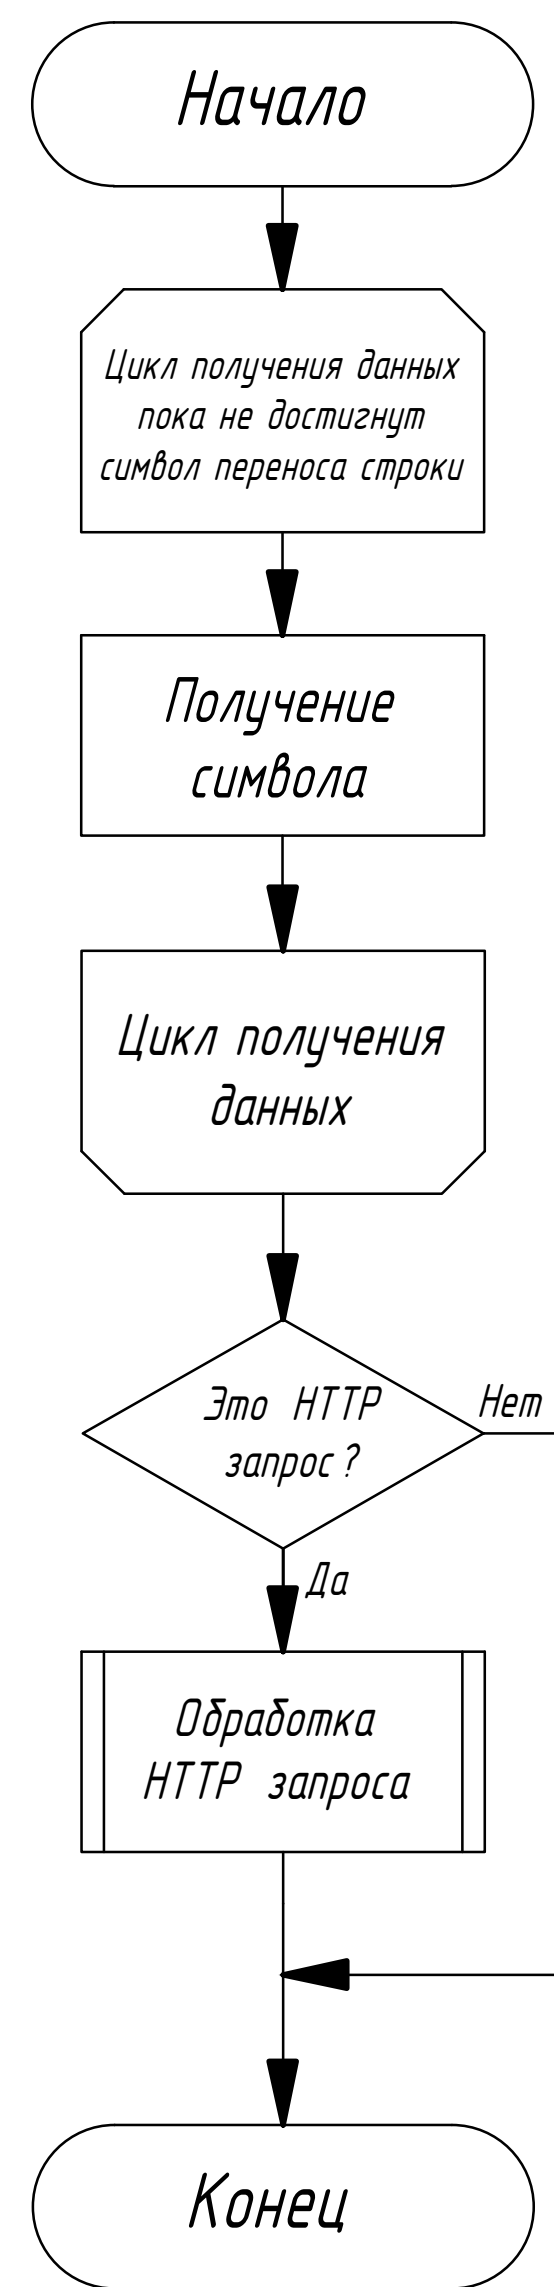 Начало
Цикл получения данных
пока не достигнут
символ переноса строки
Получение
символа
Цикл получения
данных
Это HTTP
запрос ?
Нет
Да
Обработка
HTTP запроса
Конец